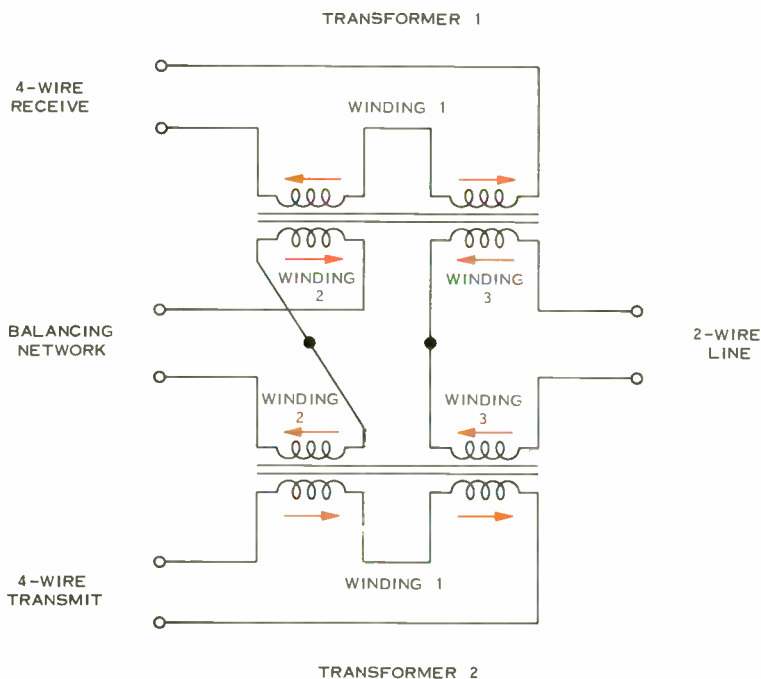 TRANSFORMER 1
4-WIRE
RECEIVE
WINDING 1
WINDING
2
WINDING
3
BALANCING
NETWORK
2-WIRE
LINE
WINDING
2
WINDING
3
4-WIRE
TRANSMIT
WINDING 1
TRANSFORMER 2